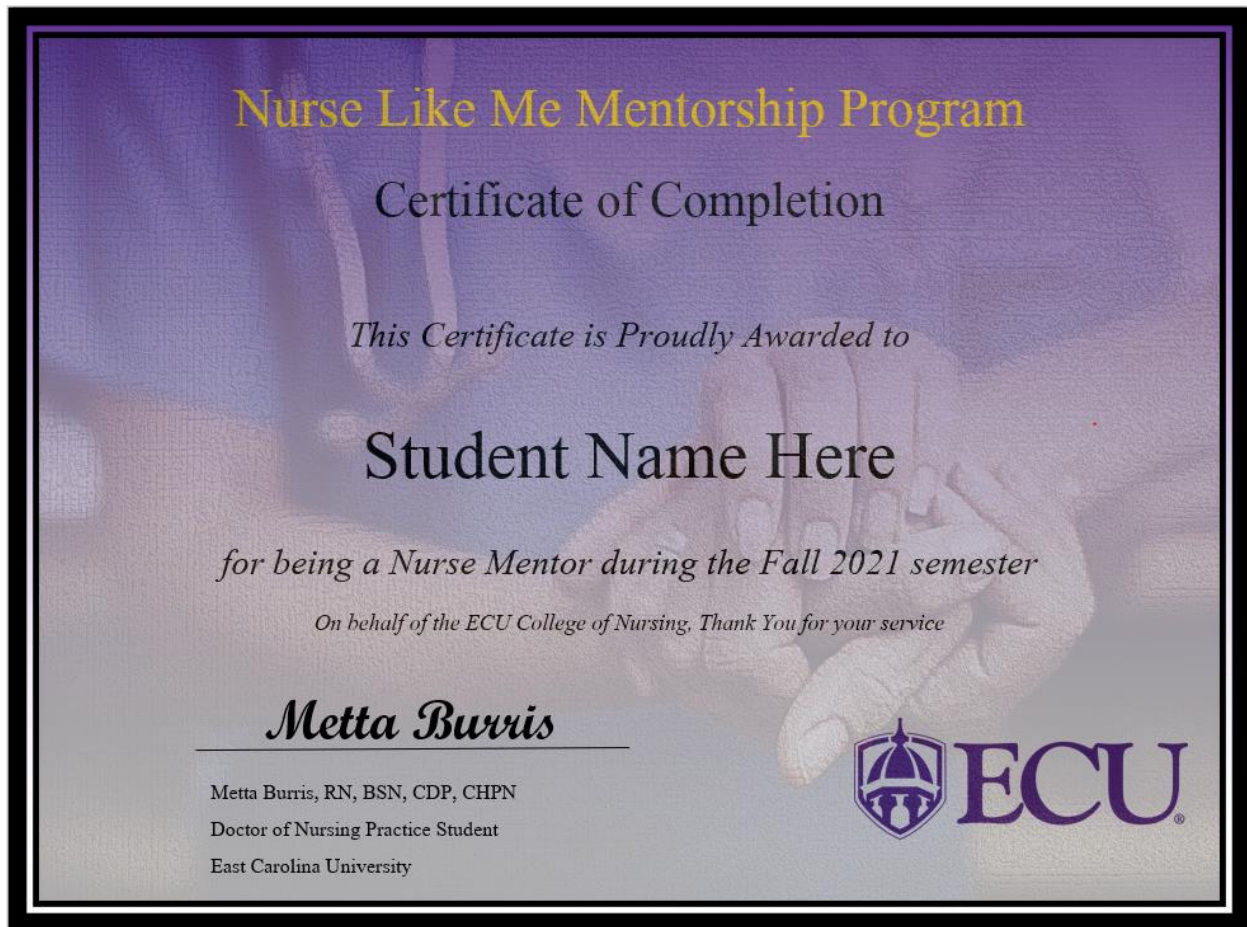 Nurse Like Me Mentorship Program
Certificate of Completion
This Certificate is Proudly Awarded to
Student Name Here
for being a Nurse Mentor during the Fall 2021 semester
On behalf of the ECU College of Nursing, Thank You for your service
Metta Burris
Metta Burris, RN, BSN, CDP, CHPN
Doctor of Nursing Practice Student
East Carolina University
ECU®